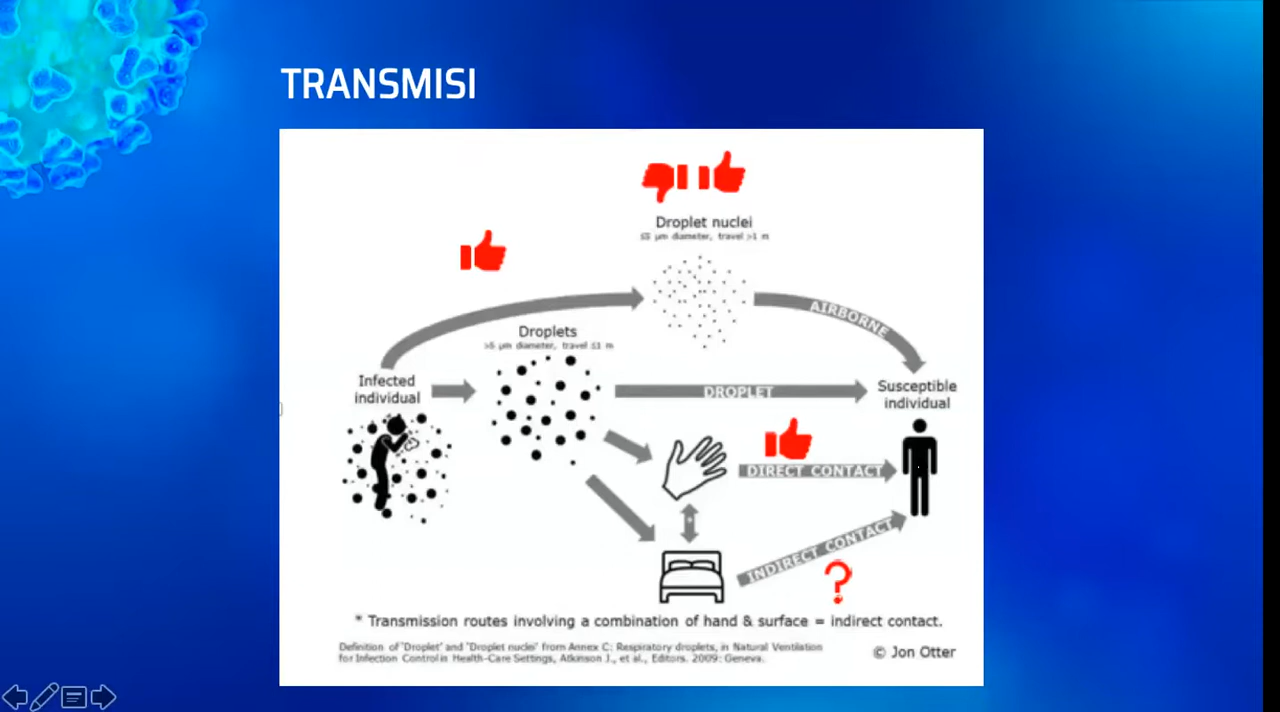 TRANSMISI
Droplet nuclei
≤5 µm diameter, travel >1 m
AIRBORNE
Droplets
>5 µm diameter, travel ≤1 m
Infected
individual
DROPLET
Susceptible
individual
DIRECT CONTACT
*
INDIRECT CONTACT
?
* Transmission routes involving a combination of hand & surface = indirect contact.
Definition of 'Droplet' and 'Droplet nuclei' from Annex C: Respiratory droplets, in Natural Ventilation
for Infection Control in Health-Care Settings, Atkinson J., et al., Editors. 2009: Geneva.
© Jon Otter